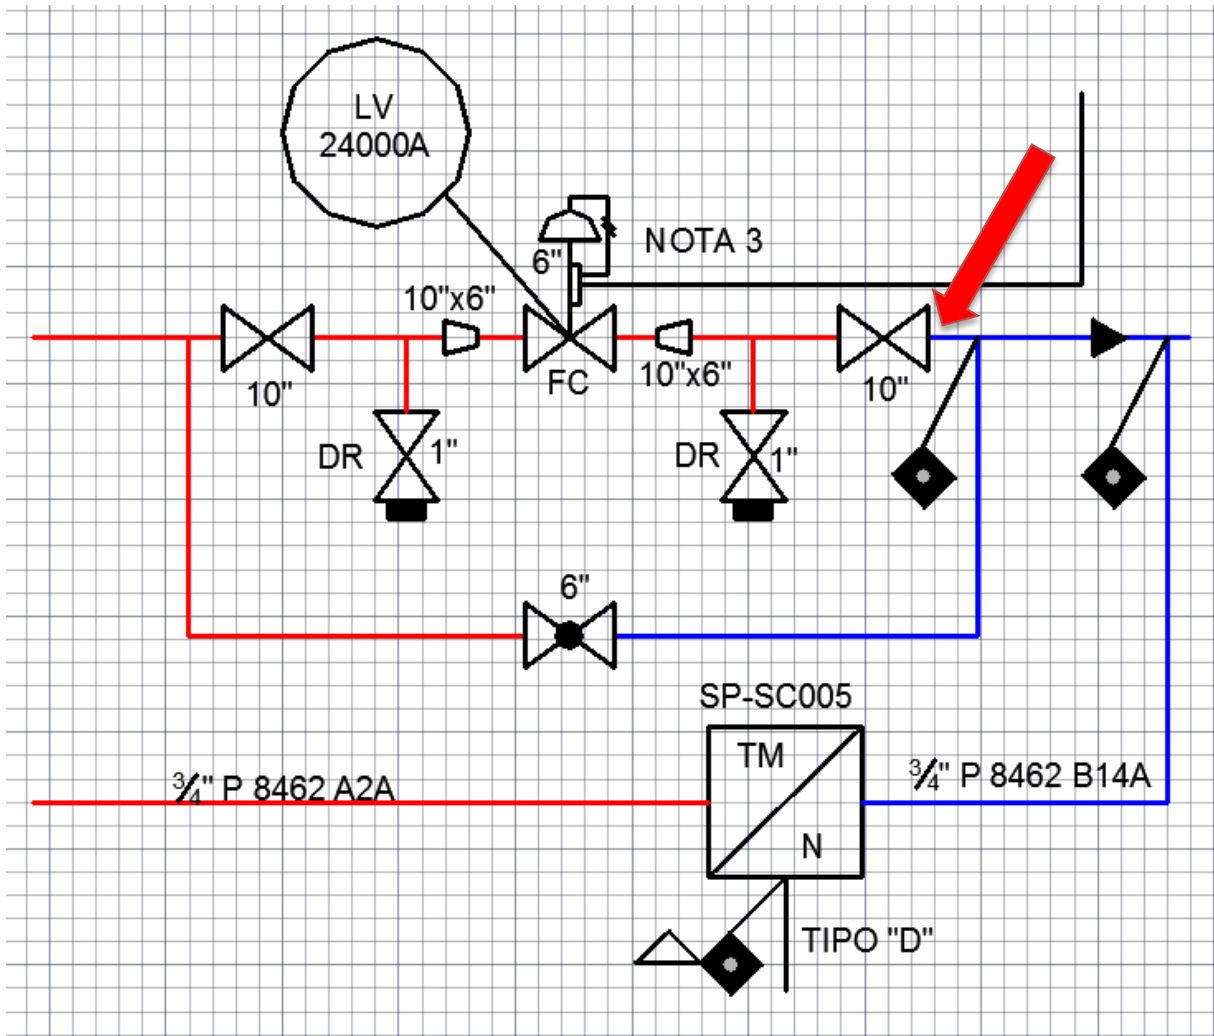 LV
24000A
NOTA 3
6"
10"x6"
FC
10"x6"
10"
10"
DR
1"
DR
1"
6"
SP-SC005
TM
N
¾" P 8462 A2A
¾" P 8462 B14A
TIPO "D"